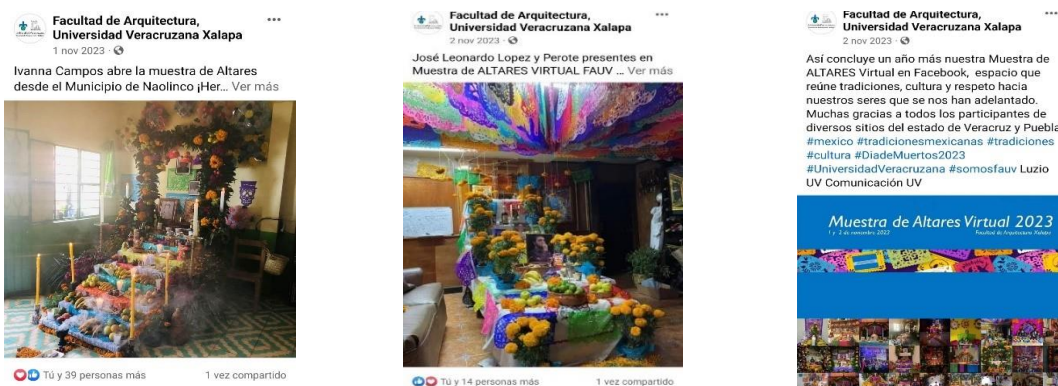 Facultad de Arquitectura,
Universidad Veracruzana Xalapa
1 nov 2023 ·
Ivanna Campos abre la muestra de Altares
desde el Municipio de Naolinco ¡Her... Ver más
Tú y 39 personas más 1 vez compartido
Facultad de Arquitectura,
Universidad Veracruzana Xalapa
2 nov 2023 ·
José Leonardo Lopez y Perote presentes en
Muestra de ALTARES VIRTUAL FAUV ... Ver más
Tú y 14 personas más 1 vez compartido
Facultad de Arquitectura,
Universidad Veracruzana Xalapa
2 nov 2023 ·
Así concluye un año más nuestra Muestra de
ALTARES Virtual en Facebook, espacio que
reúne tradiciones, cultura y respeto hacia
nuestros seres que se nos han adelantado.
Muchas gracias a todos los participantes de
diversos sitios del estado de Veracruz y Puebla
#mexico #tradicionesmexicanas #tradiciones
#cultura #DiadeMuertos2023
#UniversidadVeracruzana #somosfauv Luzio
UV Comunicación UV
Muestra de Altares Virtual 2023
Facultad de Arquitectura Xalapa